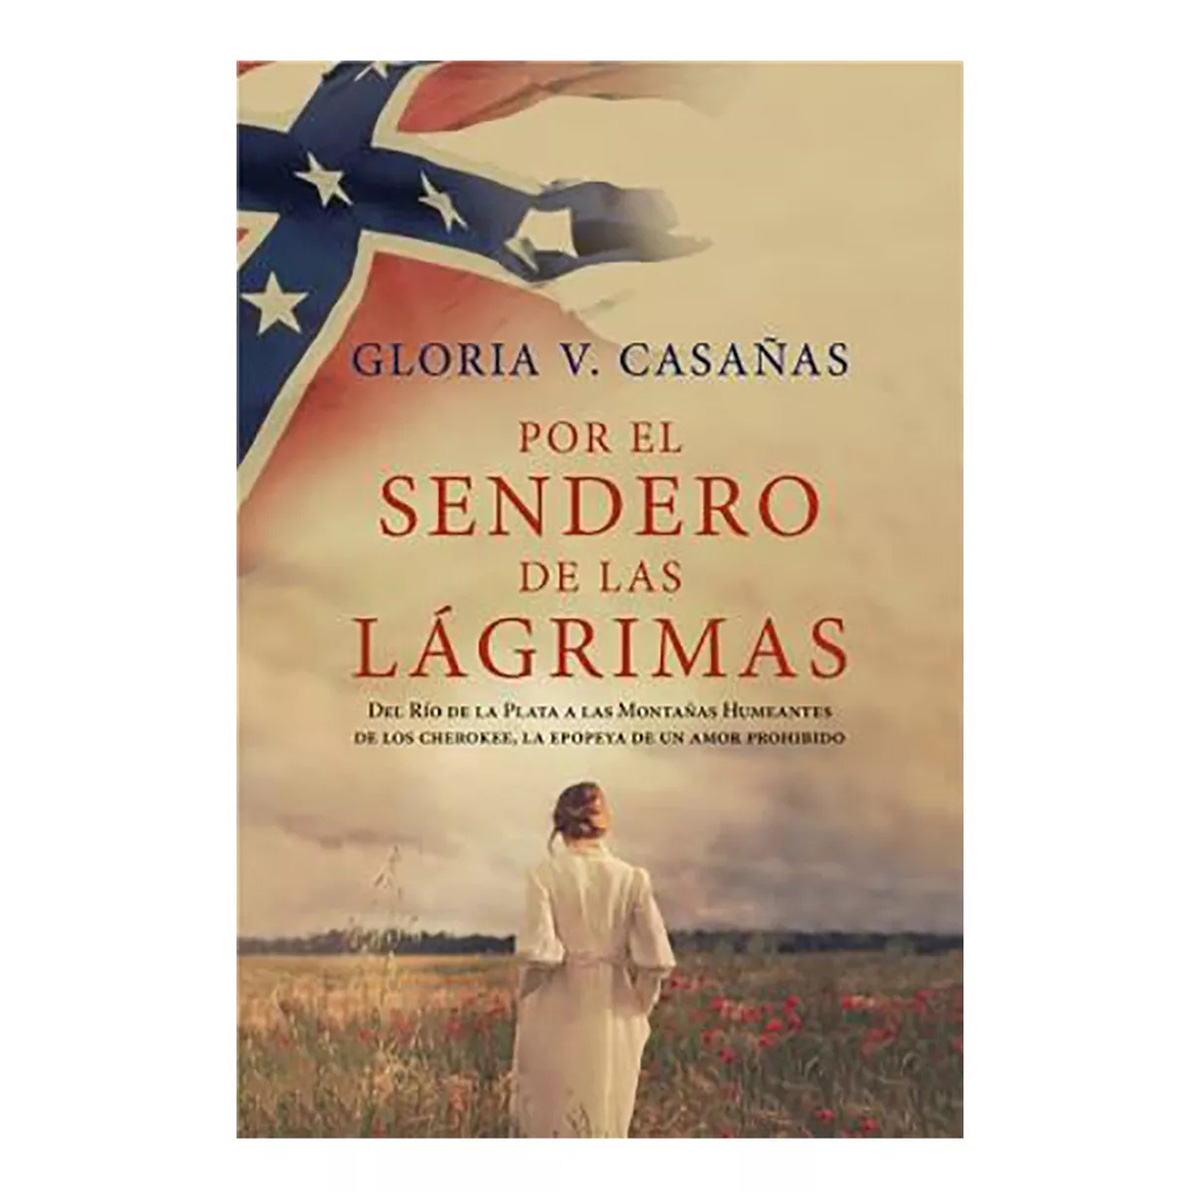 GLORIA V. CASAÑAS
POR EL
SENDERO
DE LAS
LÁGRIMAS
DEL RÍO DE LA PLATA A LAS MONTAÑAS HUMEANTES
DE LOS CHEROKEE, LA EPOPEYA DE UN AMOR PROHIBIDO